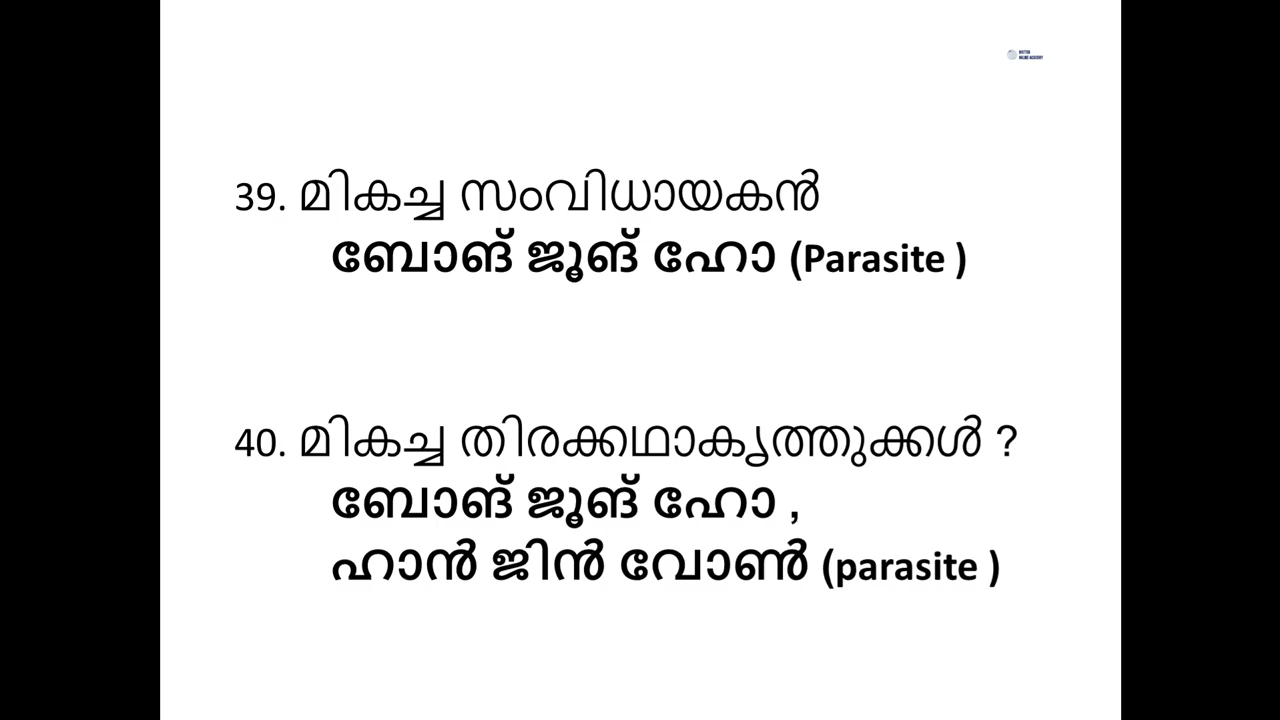 39. മികച്ച സംവിധായകൻ
ബോങ് ജൂങ് ഹോ (Parasite )
40. മികച്ച തിരക്കഥാകൃത്തുക്കൾ ?
ബോങ് ജൂങ് ഹോ ,
ഹാൻ ജിൻ വോൺ (parasite )